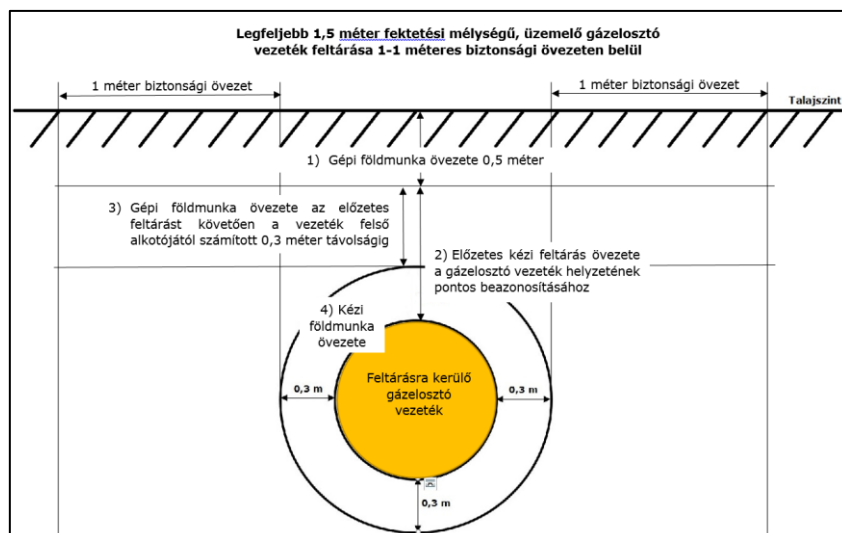 Legfeljebb 1,5 méter fektetési mélységű, üzemelő gázelosztó
vezeték feltárása 1-1 méteres biztonsági övezeten belül
1 méter biztonsági övezet
1 méter biztonsági övezet
Talajszint
1) Gépi földmunka övezete 0,5 méter
3) Gépi földmunka övezete az előzetes
feltárást követően a vezeték felső
alkotójától számított 0,3 méter távolságig
2) Előzetes kézi feltárás övezete
a gázelosztó vezeték helyzetének
pontos beazonosításához
4) Kézi
földmunka
övezete
Feltárásra kerülő
gázelosztó
vezeték
0,3 m
0,3 m
0,3 m